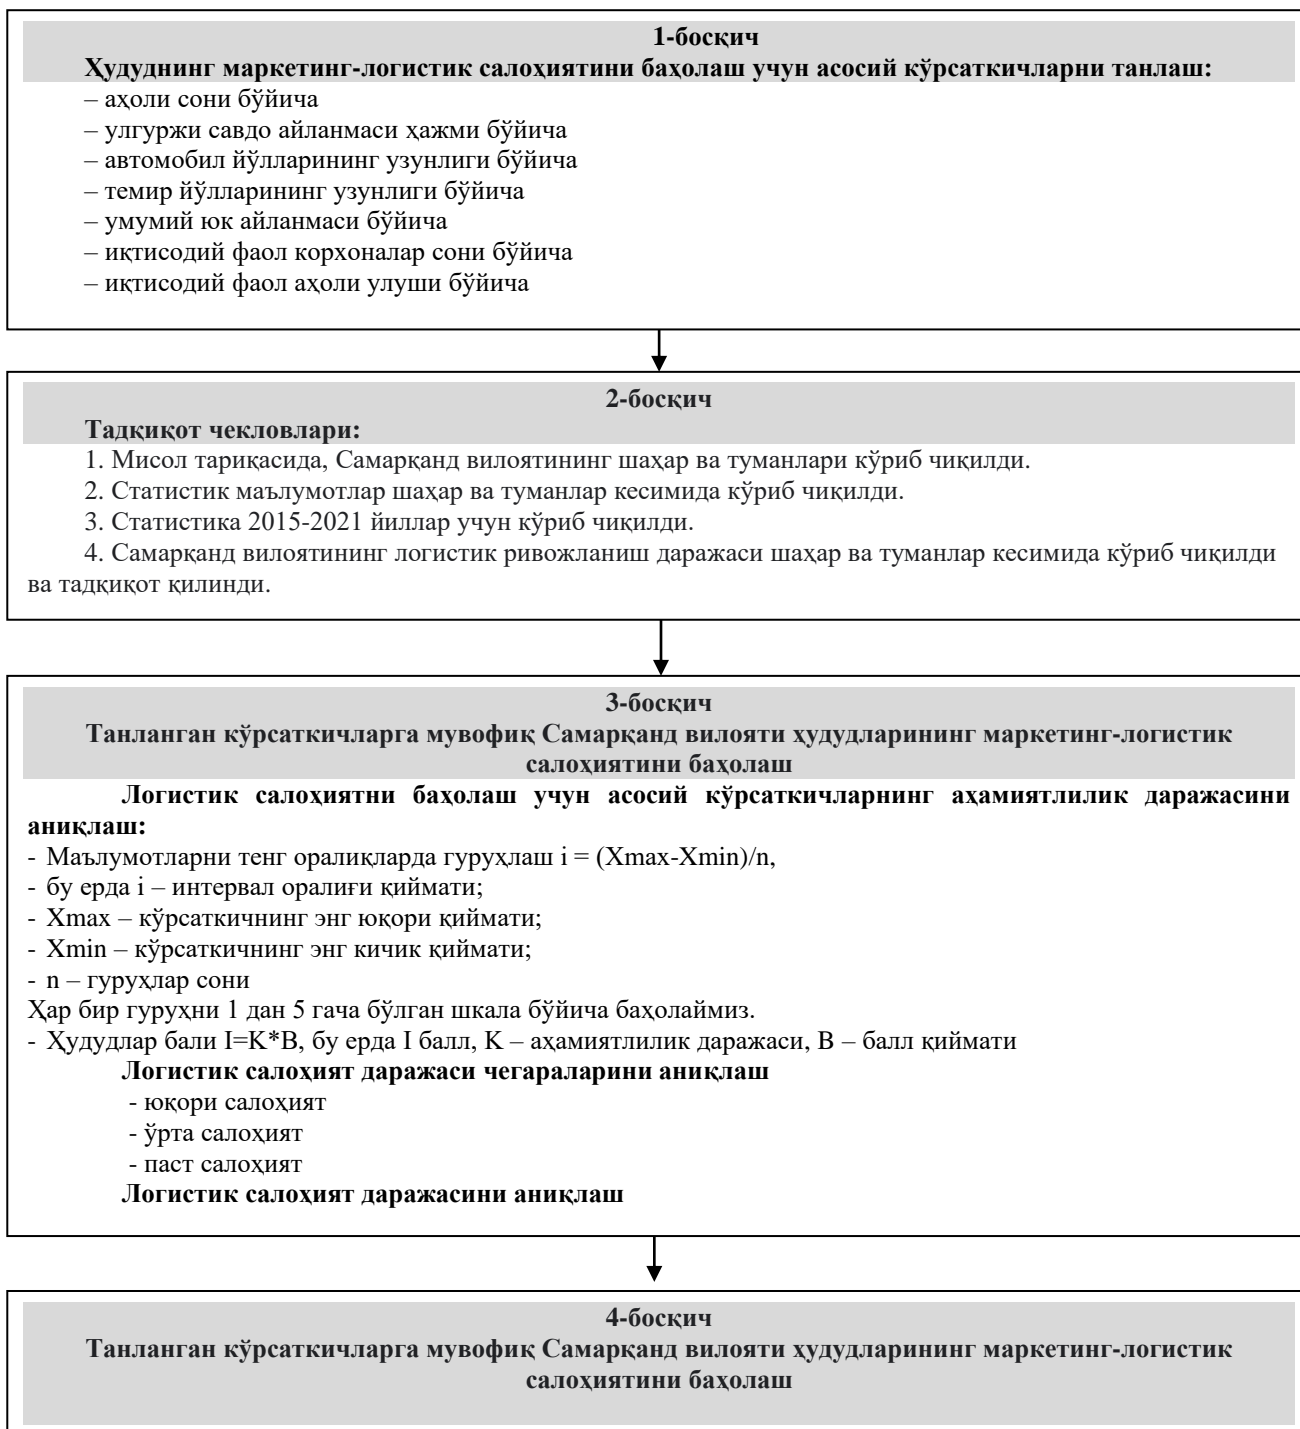 1-босқич
Ҳудуднинг маркетинг-логистик салоҳиятини баҳолаш учун асосий кўрсаткичларни танлаш:
– аҳоли сони бўйича
– улгуржи савдо айланмаси ҳажми бўйича
– автомобил йўлларининг узунлиги бўйича
– темир йўлларининг узунлиги бўйича
– умумий юк айланмаси бўйича
– иқтисодий фаол корхоналар сони бўйича
– иқтисодий фаол аҳоли улуши бўйича
2-босқич
Тадқиқот чекловлари:
1. Мисол тариқасида, Самарқанд вилоятининг шаҳар ва туманлари кўриб чиқилди.
2. Статистик маълумотлар шаҳар ва туманлар кесимида кўриб чиқилди.
3. Статистика 2015-2021 йиллар учун кўриб чиқилди.
4. Самарқанд вилоятининг логистик ривожланиш даражаси шаҳар ва туманлар кесимида кўриб чиқилди
ва тадқиқот қилинди.
3-босқич
Танланган кўрсаткичларга мувофиқ Самарқанд вилояти ҳудудларининг маркетинг-логистик
салоҳиятини баҳолаш
Логистик салоҳиятни баҳолаш учун асосий кўрсаткичларнинг аҳамиятлилик даражасини
аниқлаш:
- Маълумотларни тенг оралиқларда гуруҳлаш i = (Xmax-Xmin)/n,
- бу ерда i – интервал оралиғи қиймати;
- Xmax – кўрсаткичнинг энг юқори қиймати;
- Xmin – кўрсаткичнинг энг кичик қиймати;
- n – гуруҳлар сони
Ҳар бир гуруҳни 1 дан 5 гача бўлган шкала бўйича баҳолаймиз.
- Ҳудудлар бали I=K*B, бу ерда I балл, K – аҳамиятлилик даражаси, B – балл қиймати
Логистик салоҳият даражаси чегараларини аниқлаш
- юқори салоҳият
- ўрта салоҳият
- паст салоҳият
Логистик салоҳият даражасини аниқлаш
4-босқич
Танланган кўрсаткичларга мувофиқ Самарқанд вилояти ҳудудларининг маркетинг-логистик
салоҳиятини баҳолаш